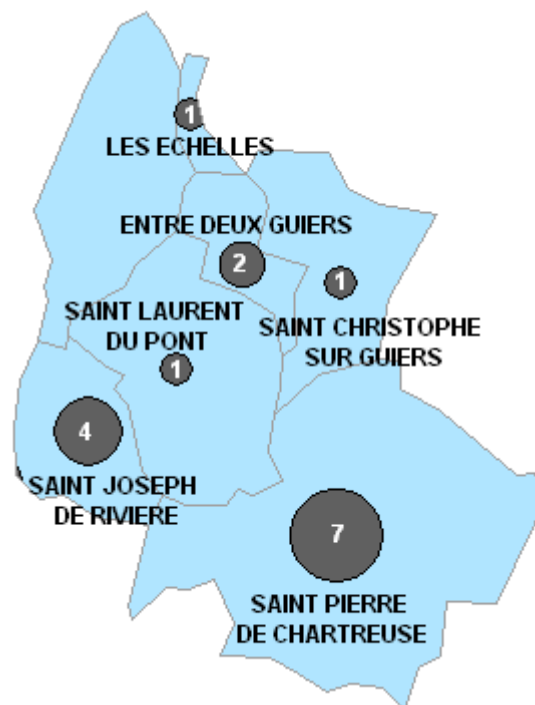 1
LES ECHELLES
ENTRE DEUX GUIERS
2
1
SAINT LAURENT
DU PONT
SAINT CHRISTOPHE
SUR GUIERS
1
4
SAINT JOSEPH
DE RIVIERE
7
SAINT PIERRE
DE CHARTREUSE